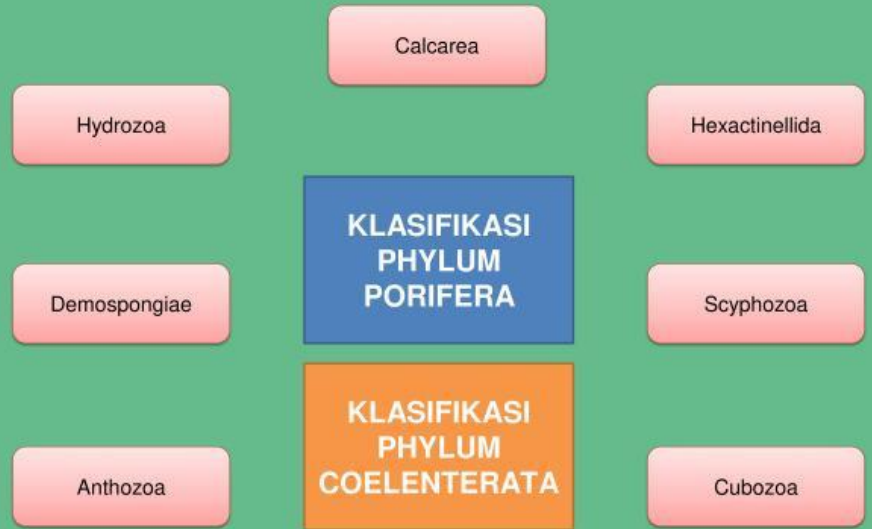 Calcarea
Hydrozoa
Hexactinellida
KLASIFIKASI
PHYLUM
PORIFERA
Demospongiae
Scyphozoa
KLASIFIKASI
PHYLUM
COELENTERATA
Anthozoa
Cubozoa